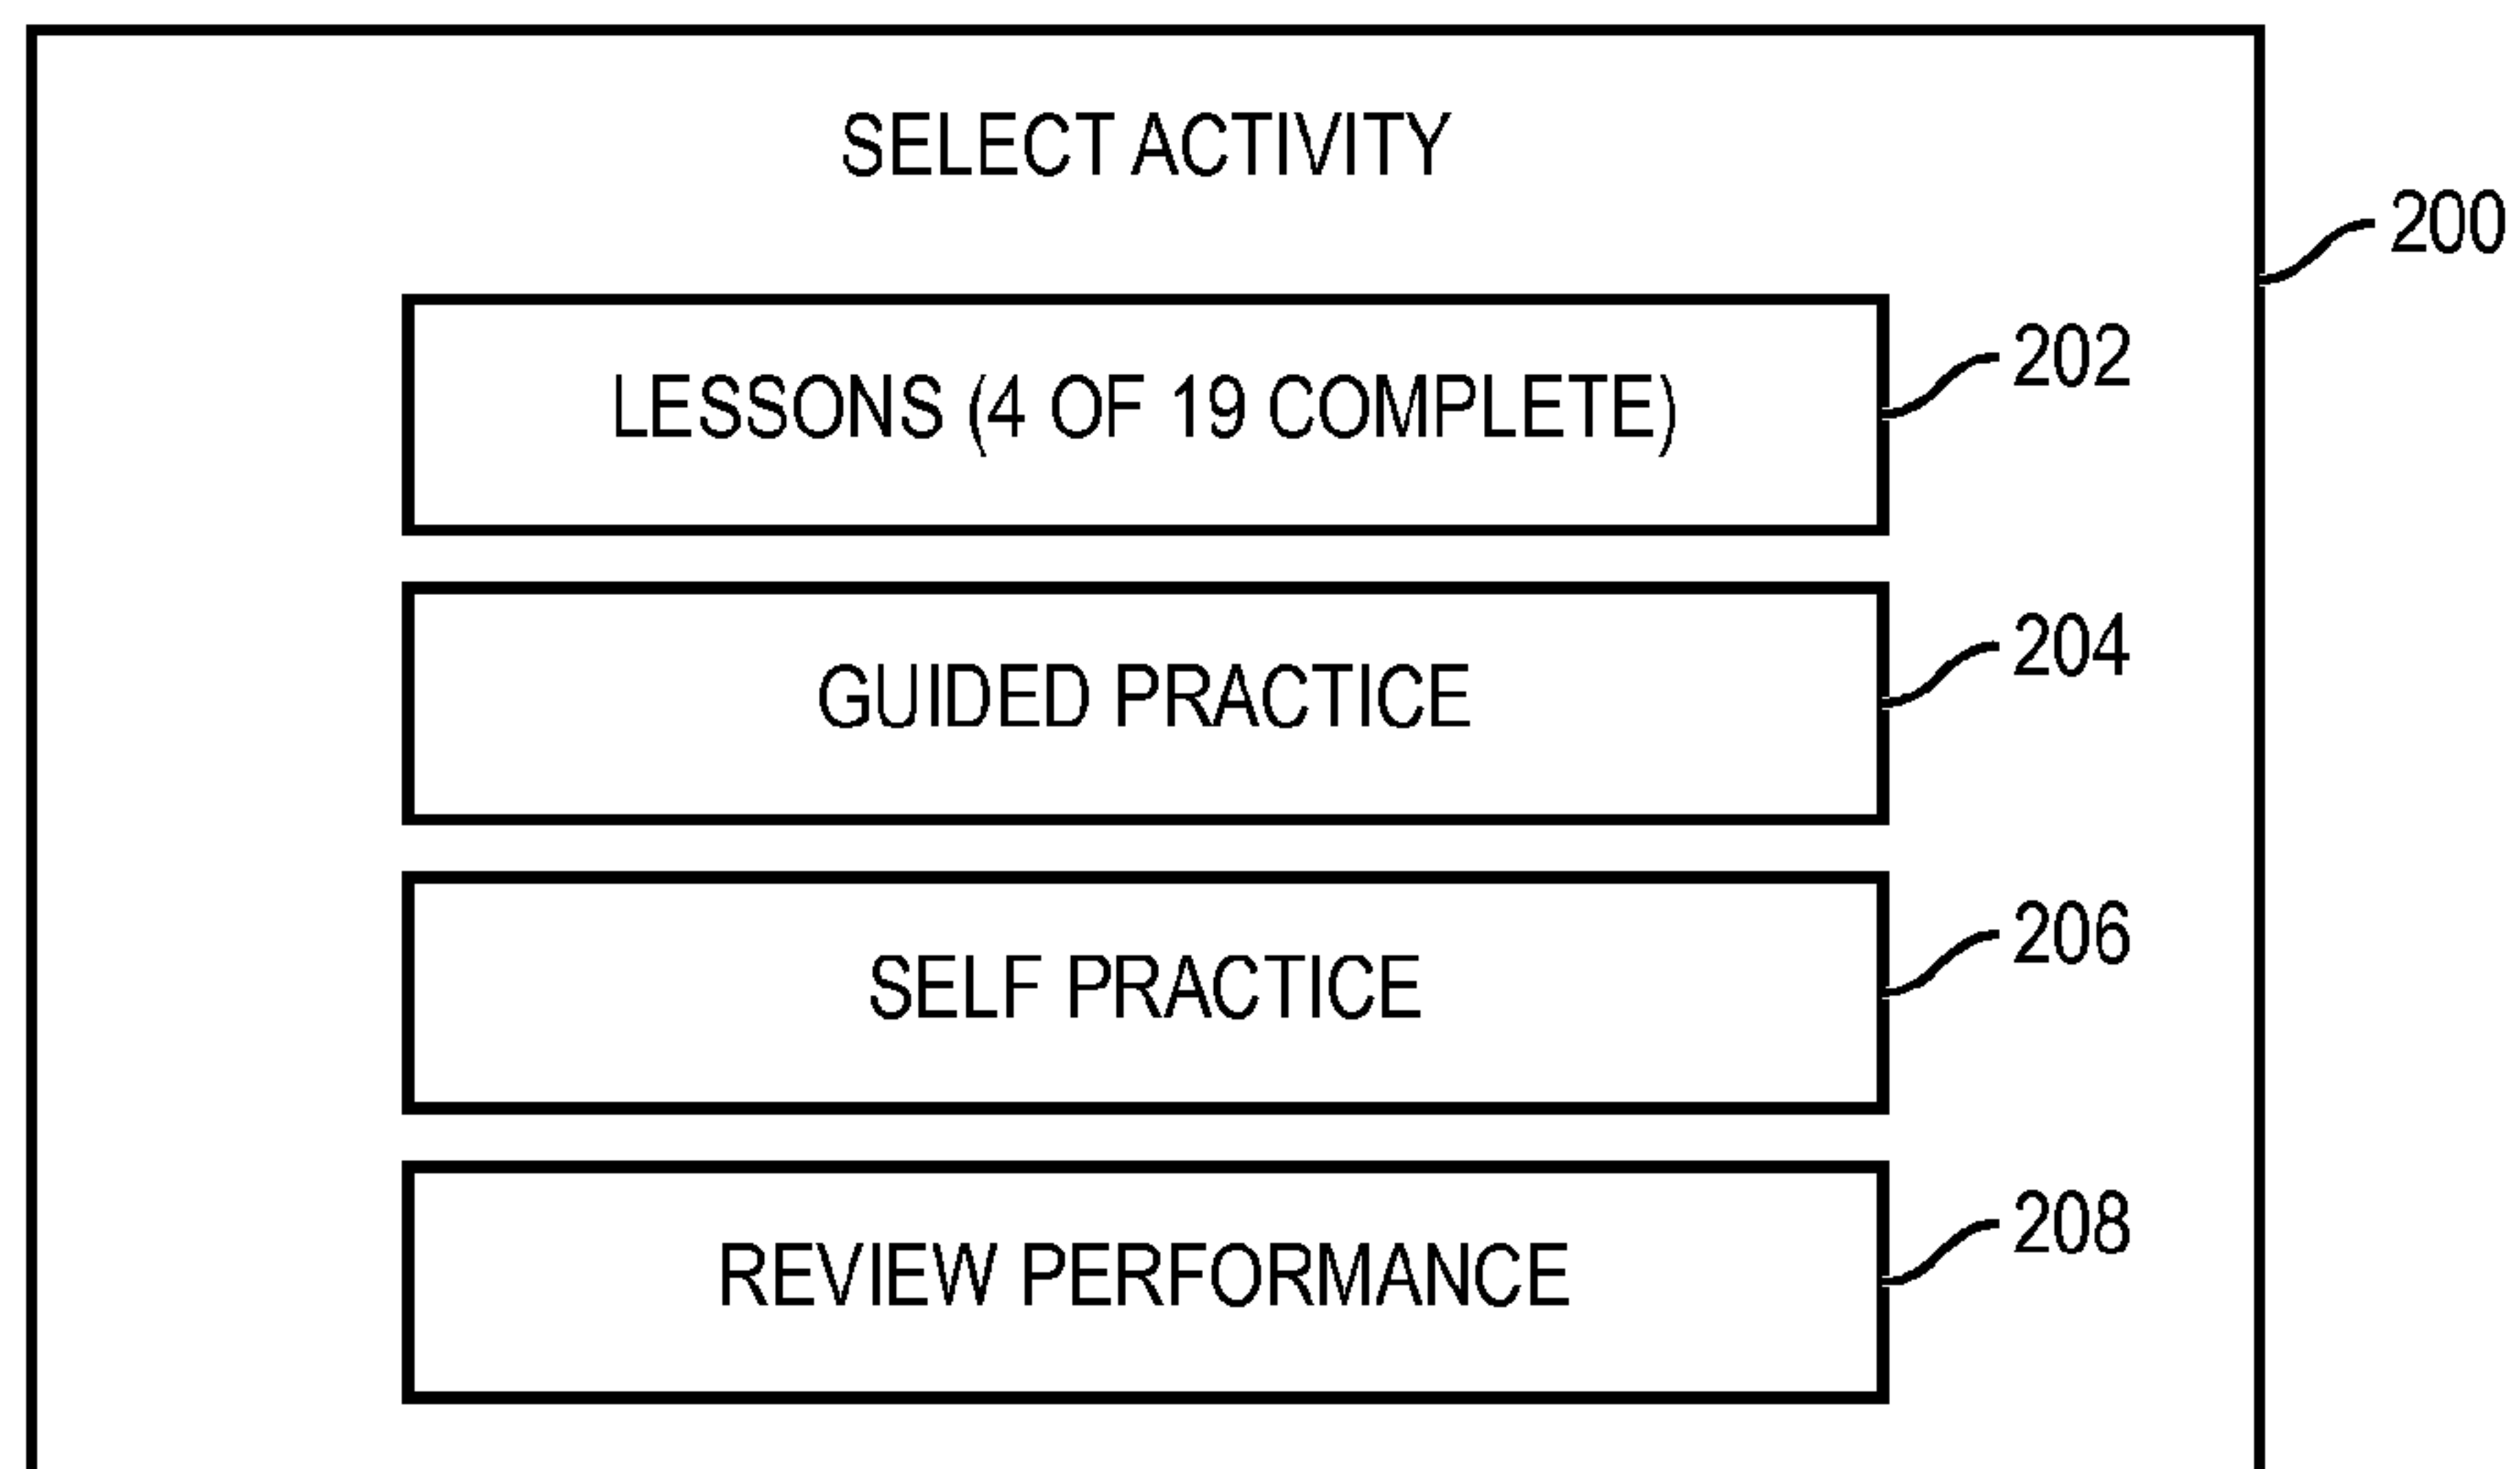 SELECT ACTIVITY
200
LESSONS (4 OF 19 COMPLETE)
202
GUIDED PRACTICE
204
SELF PRACTICE
206
REVIEW PERFORMANCE
208